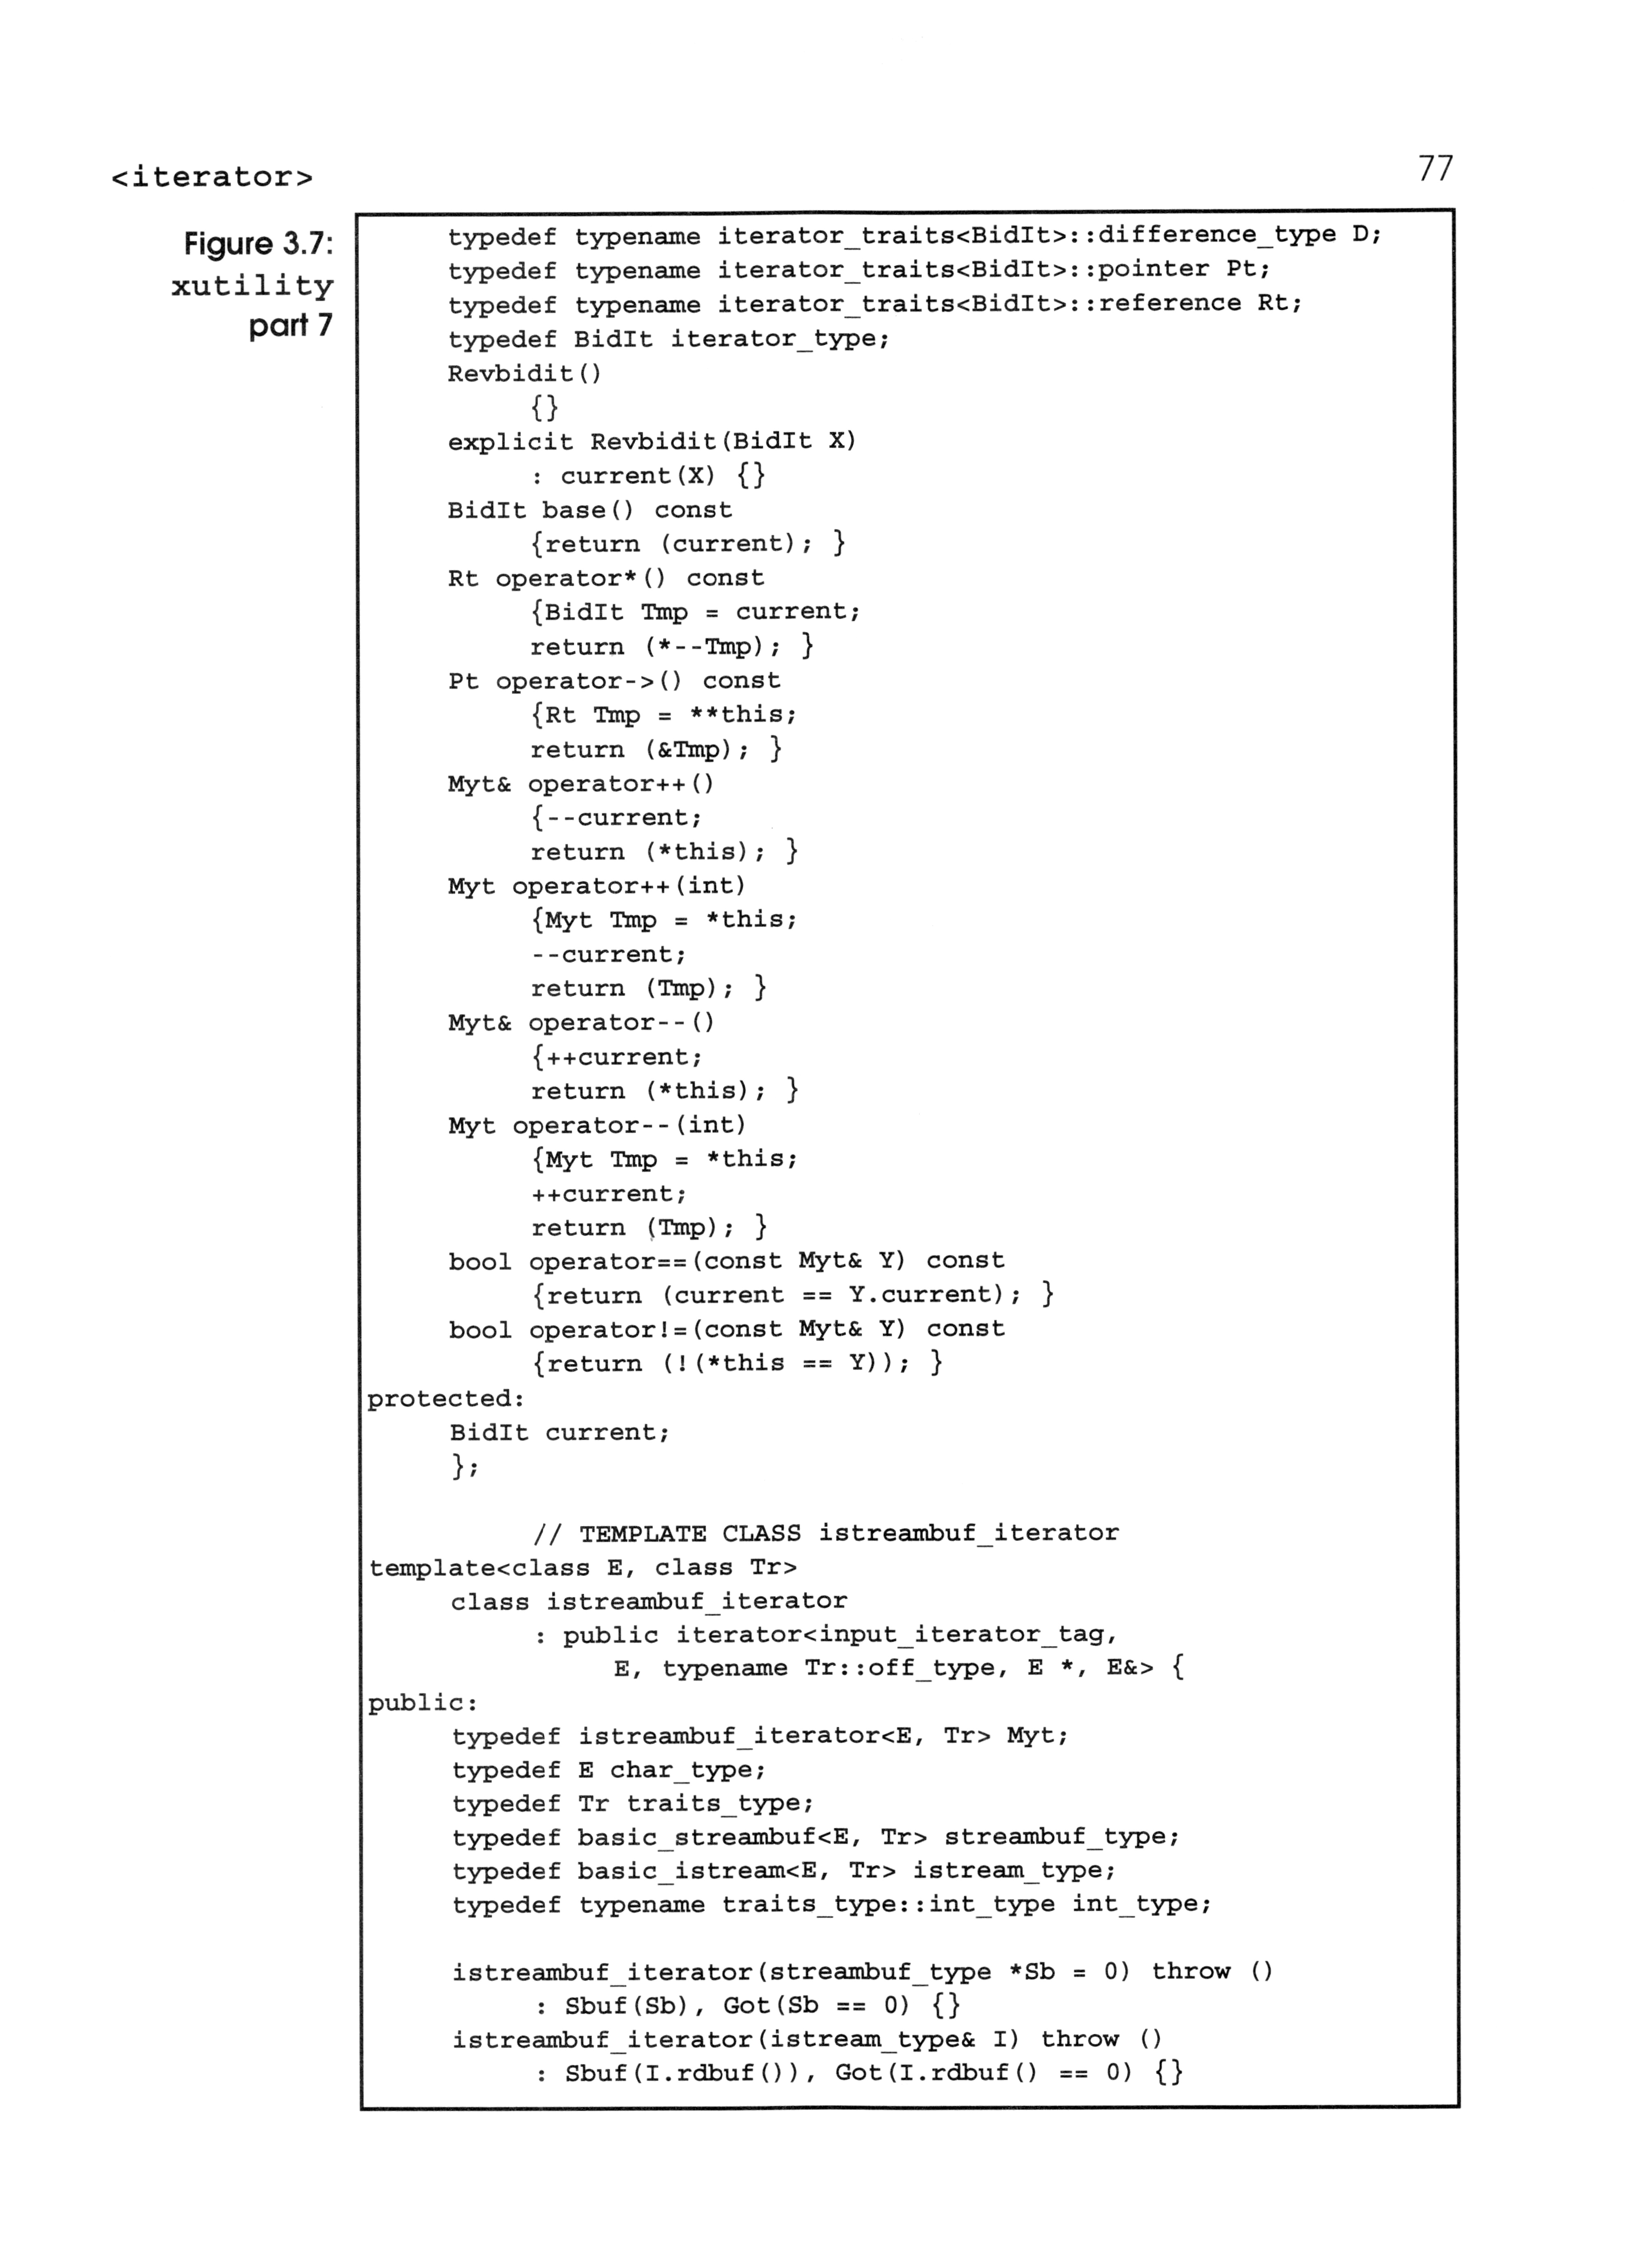 <iterator>
77
Figure 3.7:
xutility
part 7
typedef typename iterator_traits<BidIt>::difference_type D;
typedef typename iterator_traits<BidIt>::pointer Pt;
typedef typename iterator_traits<BidIt>::reference Rt;
typedef BidIt iterator_type;
Revbidit()
{}
explicit Revbidit(BidIt X)
: current(X) {}
BidIt base() const
{return (current); }
Rt operator*() const
{BidIt Tmp = current;
return (*--Tmp); }
Pt operator->() const
{Rt Tmp = **this;
return (&Tmp); }
Myt& operator++()
{--current;
return (*this); }
Myt operator++(int)
{Myt Tmp = *this;
--current;
return (Tmp); }
Myt& operator--()
{++current;
return (*this); }
Myt operator--(int)
{Myt Tmp = *this;
++current;
return (Tmp); }
bool operator==(const Myt& Y) const
{return (current == Y.current); }
bool operator!=(const Myt& Y) const
{return (!(*this == Y)); }
protected:
BidIt current;
};
// TEMPLATE CLASS istreambuf_iterator
template<class E, class Tr>
class istreambuf_iterator
: public iterator<input_iterator_tag,
E, typename Tr::off_type, E *, E&> {
public:
typedef istreambuf_iterator<E, Tr> Myt;
typedef E char_type;
typedef Tr traits_type;
typedef basic_streambuf<E, Tr> streambuf_type;
typedef basic_istream<E, Tr> istream_type;
typedef typename traits_type::int_type int_type;
istreambuf_iterator(streambuf_type *Sb = 0) throw ()
: Sbuf(Sb), Got(Sb == 0) {}
istreambuf_iterator(istream_type& I) throw ()
: Sbuf(I.rdbuf()), Got(I.rdbuf() == 0) {}